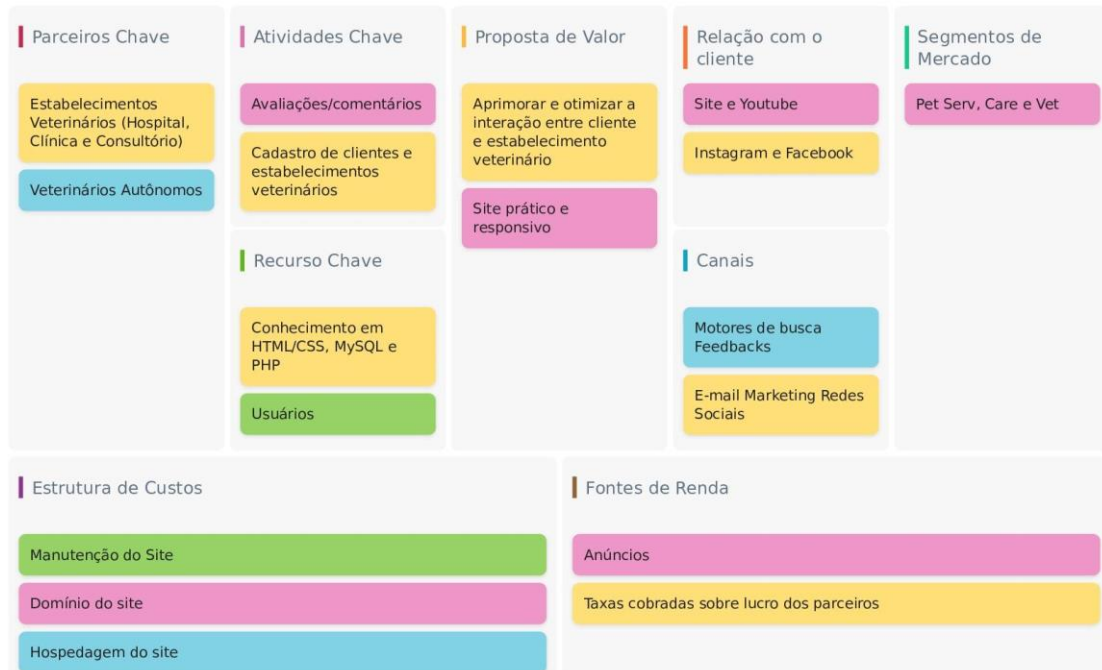 Parceiros Chave
Estabelecimentos
Veterinários (Hospital,
Clínica e Consultório)
Veterinários Autônomos
Atividades Chave
Avaliações/comentários
Cadastro de clientes e
estabelecimentos
veterinários
Recurso Chave
Conhecimento em
HTML/CSS, MySQL e
PHP
Usuários
Proposta de Valor
Aprimorar e otimizar a
interação entre cliente
e estabelecimento
veterinário
Site prático e
responsivo
Relação com o
cliente
Site e Youtube
Instagram e Facebook
Canais
Motores de busca
Feedbacks
E-mail Marketing Redes
Sociais
Segmentos de
Mercado
Pet Serv, Care e Vet
Estrutura de Custos
Manutenção do Site
Domínio do site
Hospedagem do site
Fontes de Renda
Anúncios
Taxas cobradas sobre lucro dos parceiros